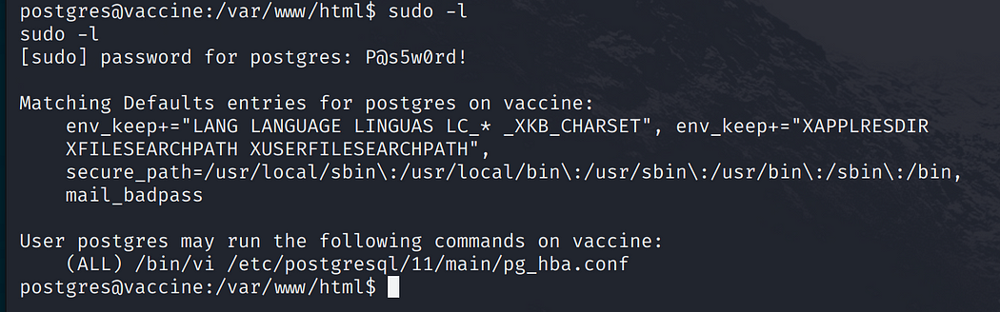 postgres@vaccine:/var/www/html$ sudo -l
sudo -l
[sudo] password for postgres: P@s5w0rd!
Matching Defaults entries for postgres on vaccine:
env_keep+="LANG LANGUAGE LINGUAS LC_* _XKB_CHARSET", env_keep+="XAPPLRESDIR
XFILESEARCHPATH XUSERFILESEARCHPATH",
secure_path=/usr/local/sbin\:/usr/local/bin\:/usr/sbin\:/usr/bin\:/sbin\:/bin,
mail_badpass
User postgres may run the following commands on vaccine:
(ALL) /bin/vi /etc/postgresql/11/main/pg_hba.conf
postgres@vaccine:/var/www/html$